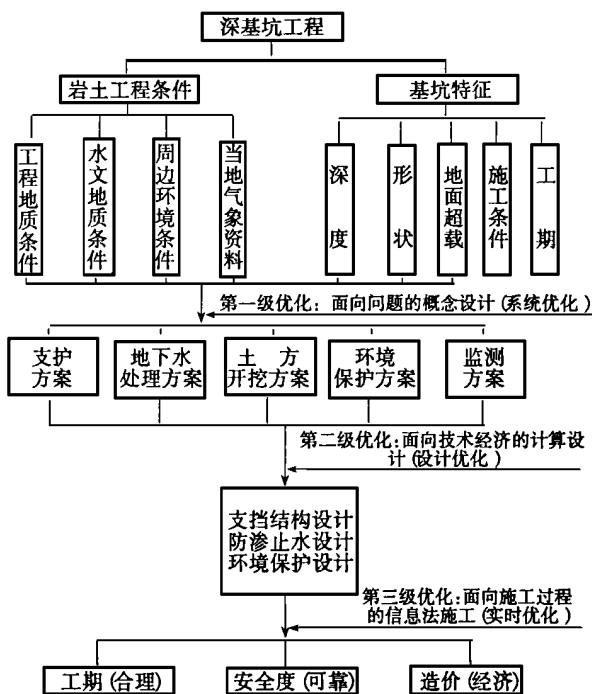 深基坑工程
岩土工程条件
基坑特征
工程地质条件
水文地质条件
周边环境条件
当地气象资料
深度
形状
地面超载
施工条件
工期
第一级优化：面向问题的概念设计(系统优化)
支护
方案
地下水
处理方案
土方
开挖方案
环境
保护方案
监测
方案
第二级优化:面向技术经济的计算设
计(设计优化)
支挡结构设计
防渗止水设计
环境保护设计
第三级优化:面向施工过程
的信息法施工(实时优化)
工期(合理)
安全度(可靠)
造价(经济)